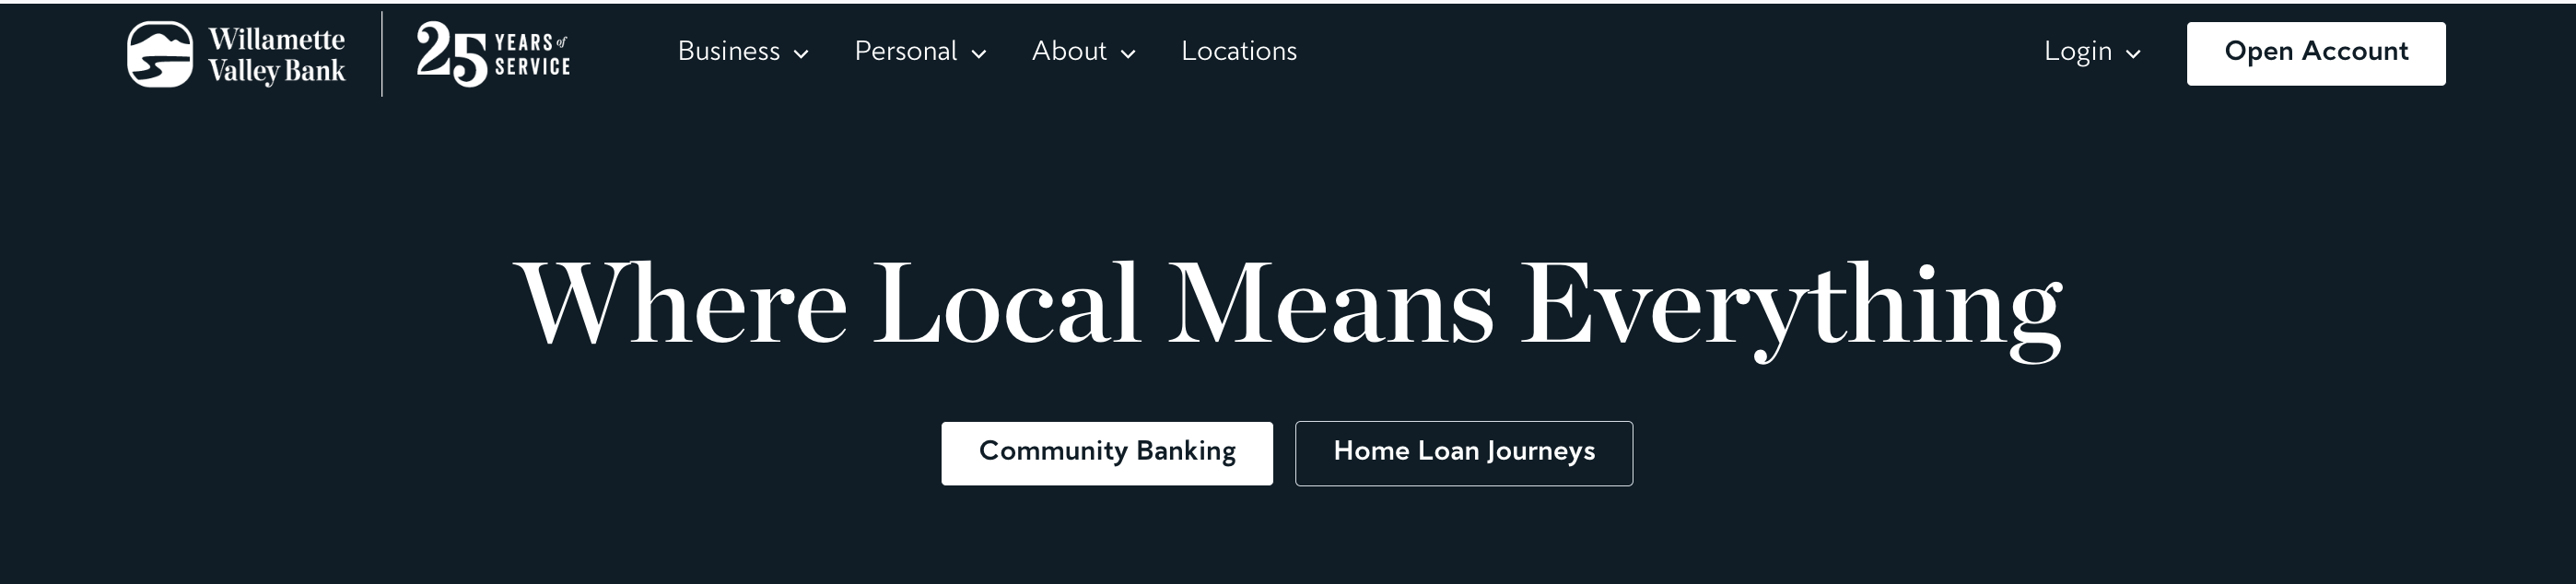 Willamette
Valley Bank
25 YEARS of
SERVICE
Business
Personal
About
Locations
Login
Open Account
Where Local Means Everything
Community Banking
Home Loan Journeys